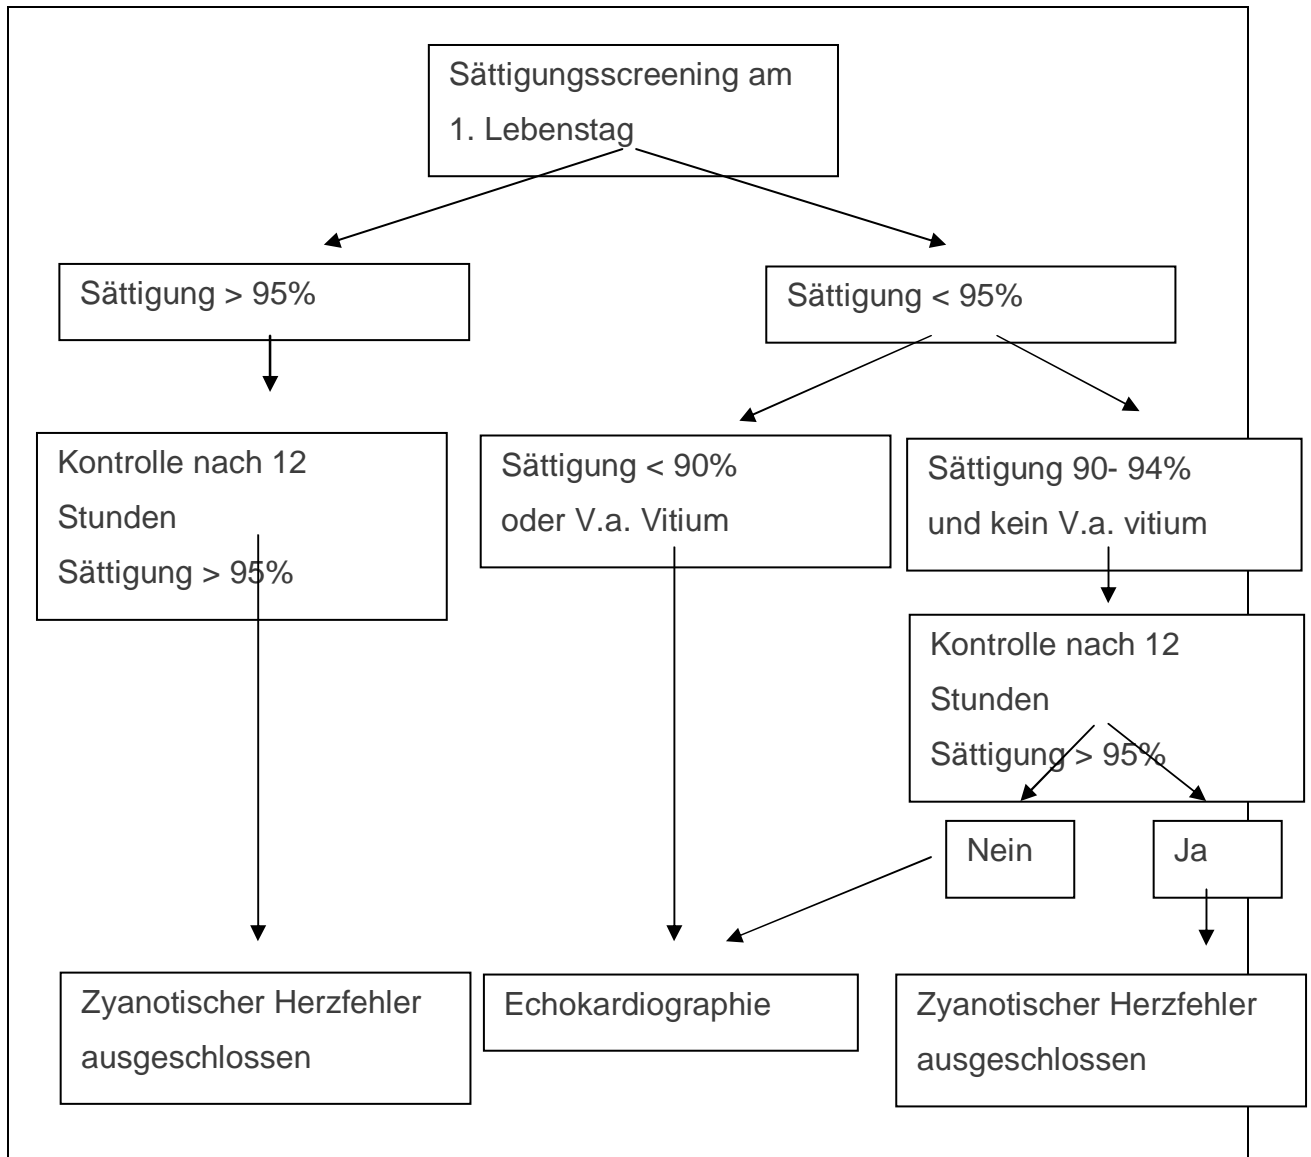 Sättigungsscreening am
1. Lebenstag
Sättigung > 95%
Sättigung < 95%
Kontrolle nach 12
Stunden
Sättigung > 95%
Sättigung < 90%
oder V.a. Vitium
Sättigung 90- 94%
und kein V.a. vitium
Kontrolle nach 12
Stunden
Sättigung > 95%
Nein
Ja
Zyanotischer Herzfehler
ausgeschlossen
Echokardiographie
Zyanotischer Herzfehler
ausgeschlossen